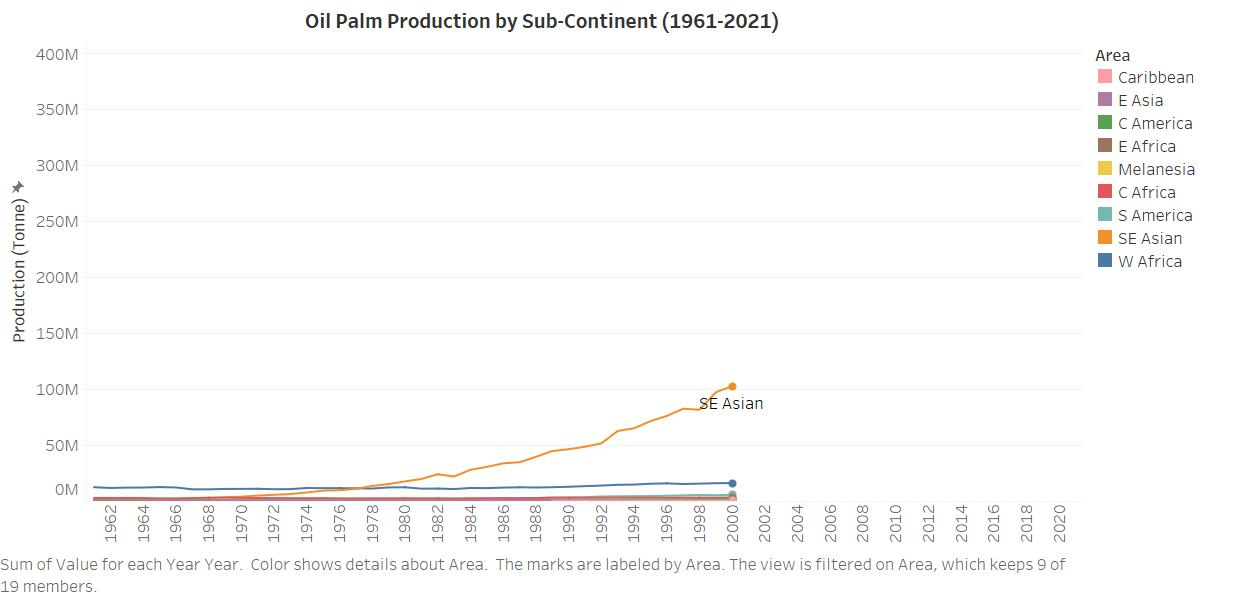 Oil Palm Production by Sub-Continent (1961-2021)
400M
350M
300M
250M
200M
150M
100M
50M
0M
Production (Tonne)
SE Asian
1962
1964
1966
1968
1970
1972
1974
1976
1978
1980
1982
1984
1986
1988
1990
1992
1994
1996
1998
2000
2002
2004
2006
2008
2010
2012
2014
2016
2018
2020
Area
Caribbean
E Asia
C America
E Africa
Melanesia
C Africa
S America
SE Asian
W Africa
Sum of Value for each Year Year.  Color shows details about Area.  The marks are labeled by Area. The view is filtered on Area, which keeps 9 of
19 members.